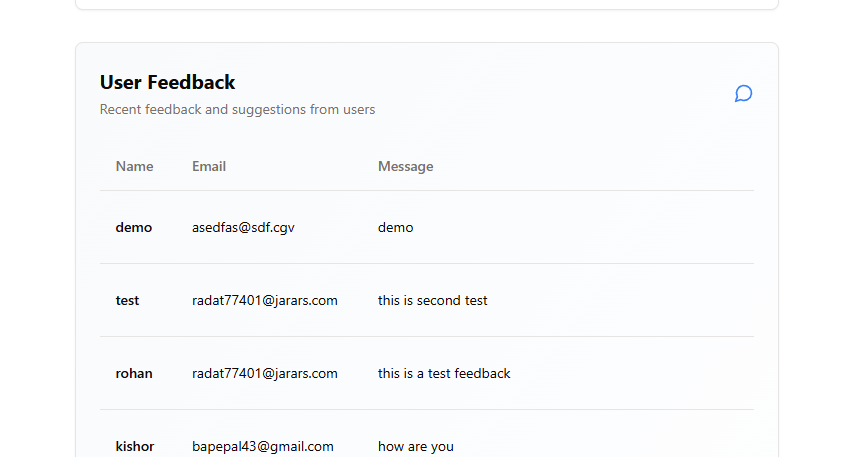 User Feedback
Recent feedback and suggestions from users
Name Email Message
demo asedfas@sdf.cgv demo
test radat77401@jarars.com this is second test
rohan radat77401@jarars.com this is a test feedback
kishor bapepal43@gmail.com how are you